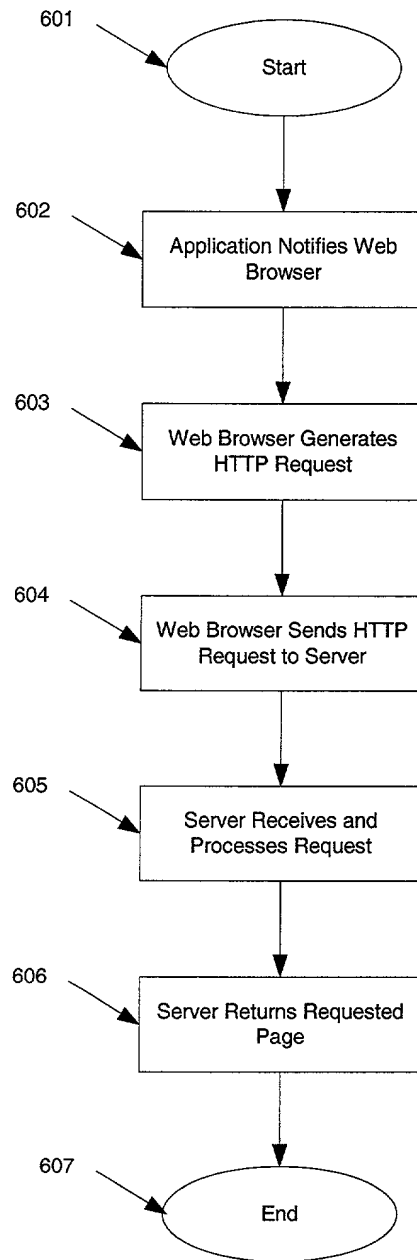 601
Start
602
Application Notifies Web
Browser
603
Web Browser Generates
HTTP Request
604
Web Browser Sends HTTP
Request to Server
605
Server Receives and
Processes Request
606
Server Returns Requested
Page
607
End